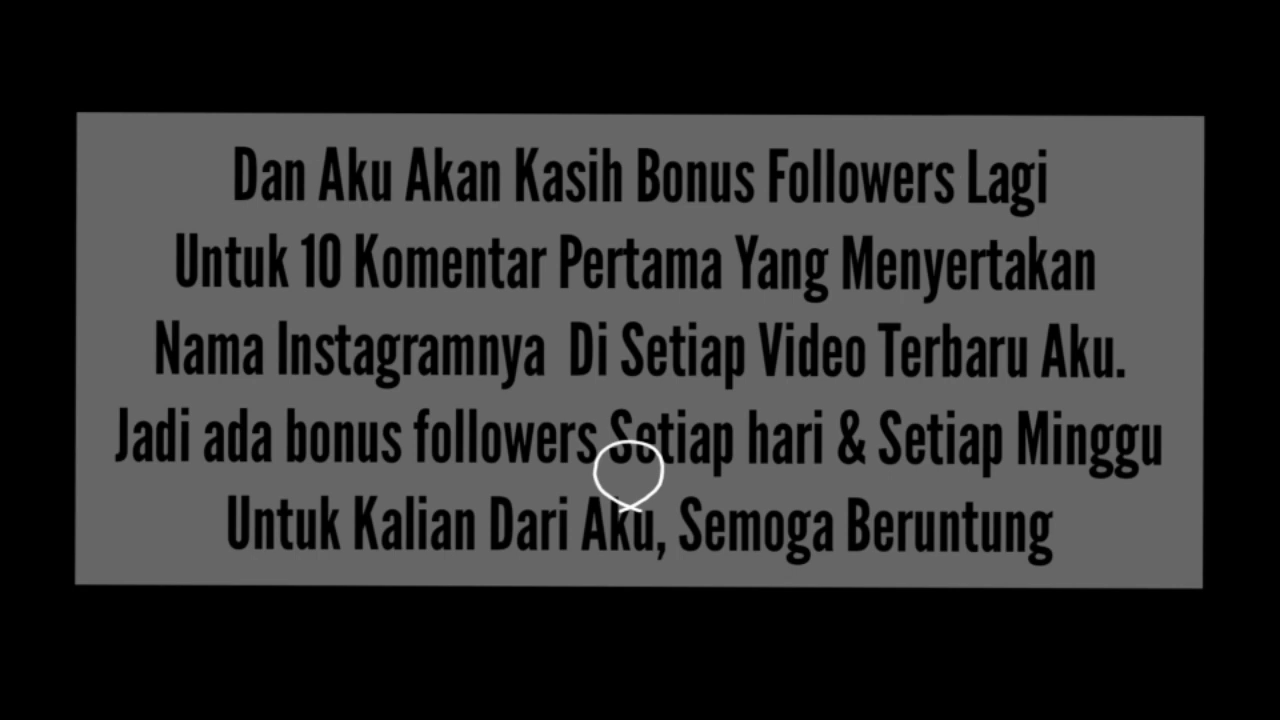 Dan Aku Akan Kasih Bonus Followers Lagi
Untuk 10 Komentar Pertama Yang Menyertakan
Nama Instagramnya Di Setiap Video Terbaru Aku.
Jadi ada bonus followers Setiap hari & Setiap Minggu
Untuk Kalian Dari Aku, Semoga Beruntung